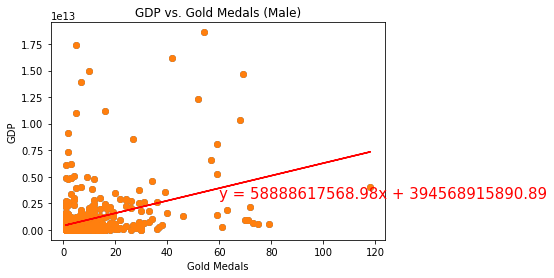 GDP vs. Gold Medals (Male)
1e13
1.75
1.50
1.25
1.00
0.75
0.50
0.25
0.00
GDP
y = 58888617568.98x + 394568915890.89
0 20 40 60 80 100 120
Gold Medals